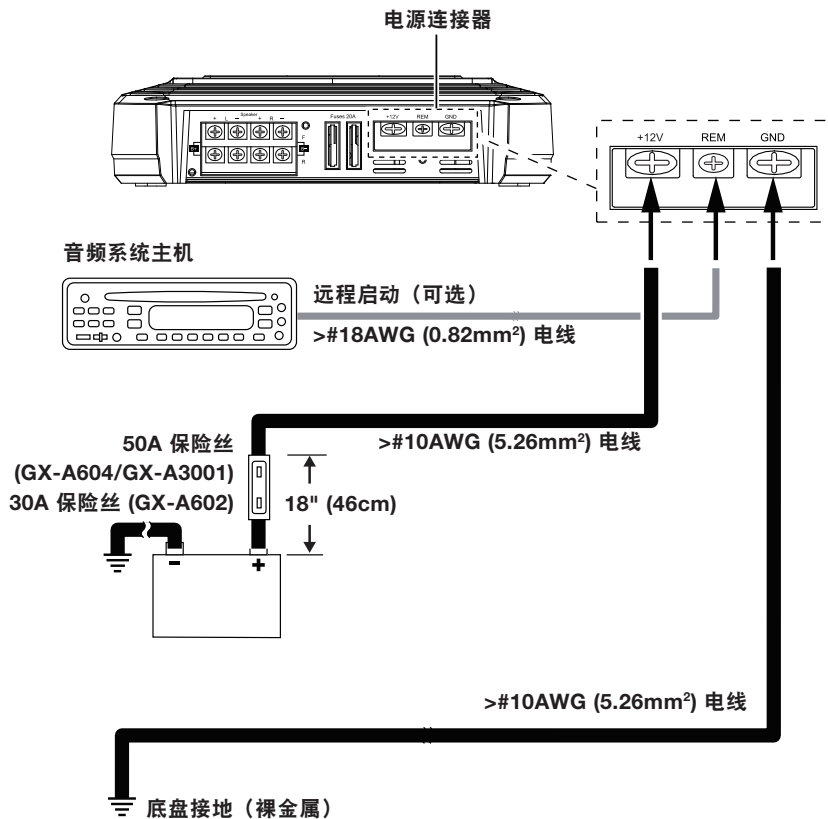 电源连接器
Speaker
+ L - + R -
Fuses 20A
+12V REM GND
F
R
+12V REM GND
音频系统主机
远程启动（可选）
>#18AWG (0.82mm²) 电线
50A 保险丝
(GX-A604/GX-A3001)
30A 保险丝 (GX-A602)
>#10AWG (5.26mm²) 电线
18" (46cm)
- +
>#10AWG (5.26mm²) 电线
底盘接地（裸金属）